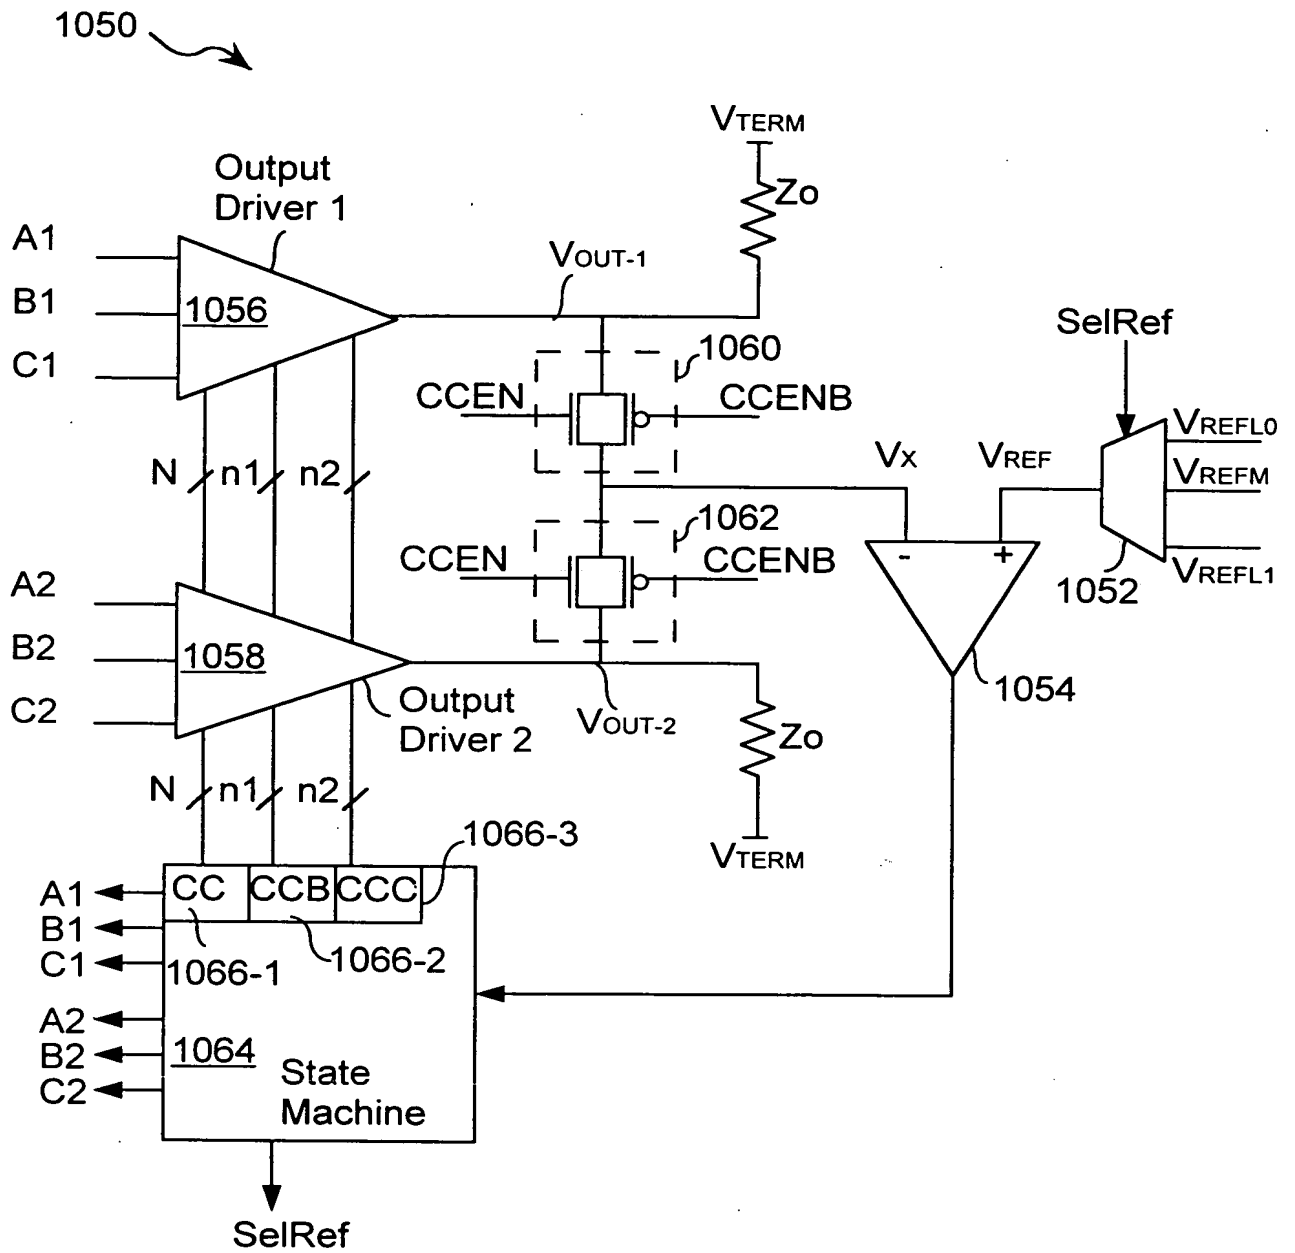 1050
VTERM
Output
Driver 1
Zo
A1
VOUT-1
B1
1056
SelRef
C1
1060
CCEN
CCENB
VREFL0
N
n1
n2
VX
VREF
VREFM
1062
CCEN
CCENB
VREFL1
A2
1052
- +
B2
1058
1054
C2
Output
Driver 2
VOUT-2
Zo
N
n1
n2
1066-3
VTERM
A1
CC
CCB
CCC
B1
C1
1066-1
1066-2
A2
B2
1064
C2
State
Machine
SelRef